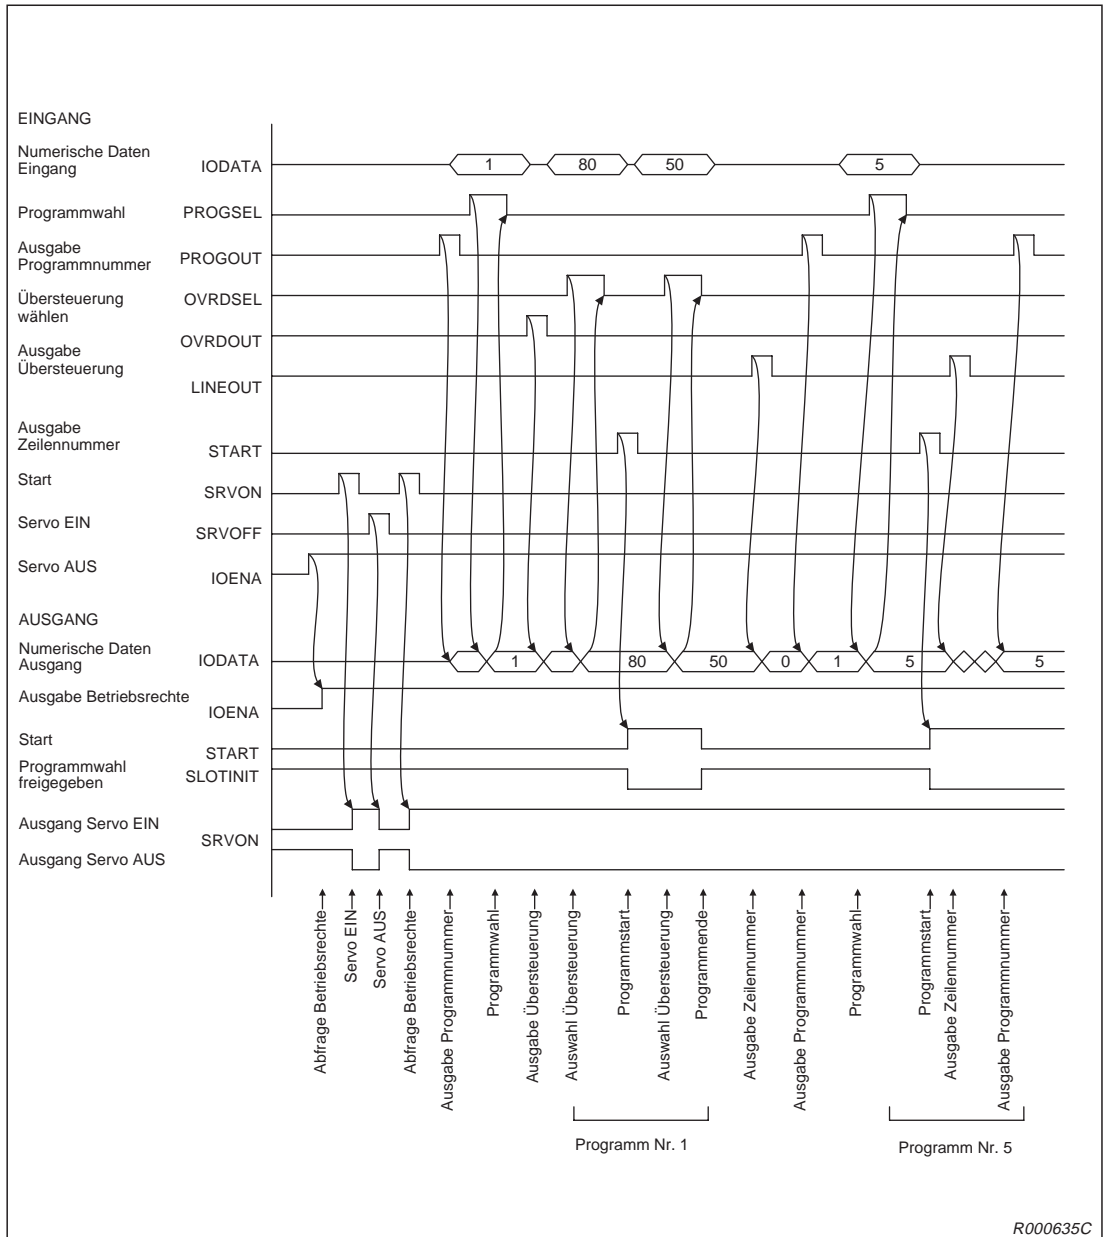 EINGANG
Numerische Daten
Eingang
IODATA
1
80
50
5
Programmwahl
PROGSEL
Ausgabe
Programmnummer
PROGOUT
Übersteuerung
wählen
OVRDSEL
OVRDOUT
Ausgabe
Übersteuerung
LINEOUT
Ausgabe
Zeilennummer
START
Start
SRVON
Servo EIN
SRVOFF
Servo AUS
IOENA
AUSGANG
Numerische Daten
Ausgang
IODATA
1
80
50
0
1
5
5
Ausgabe Betriebsrechte
IOENA
Start
START
Programmwahl
freigegeben
SLOTINIT
Ausgang Servo EIN
SRVON
Ausgang Servo AUS
Abfrage Betriebsrechte
Servo EIN
Servo AUS
Abfrage Betriebsrechte
Ausgabe Programmnummer
Programmwahl
Ausgabe Übersteuerung
Auswahl Übersteuerung
Programmstart
Auswahl Übersteuerung
Programmende
Ausgabe Zeilennummer
Ausgabe Programmnummer
Programmwahl
Programmstart
Ausgabe Zeilennummer
Ausgabe Programnummer
Programm Nr. 1
Programm Nr. 5
R000635C